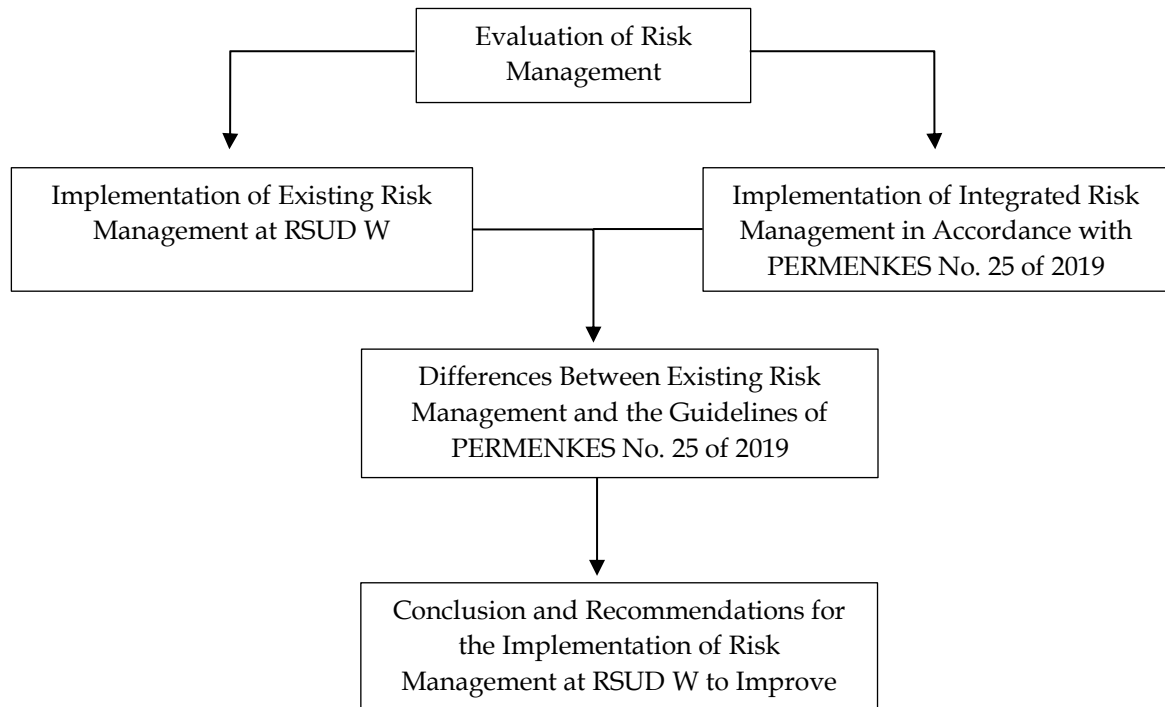 Evaluation of Risk
Management
Implementation of Existing Risk
Management at RSUD W
Implementation of Integrated Risk
Management in Accordance with
PERMENKES No. 25 of 2019
Differences Between Existing Risk
Management and the Guidelines of
PERMENKES No. 25 of 2019
Conclusion and Recommendations for
the Implementation of Risk
Management at RSUD W to Improve